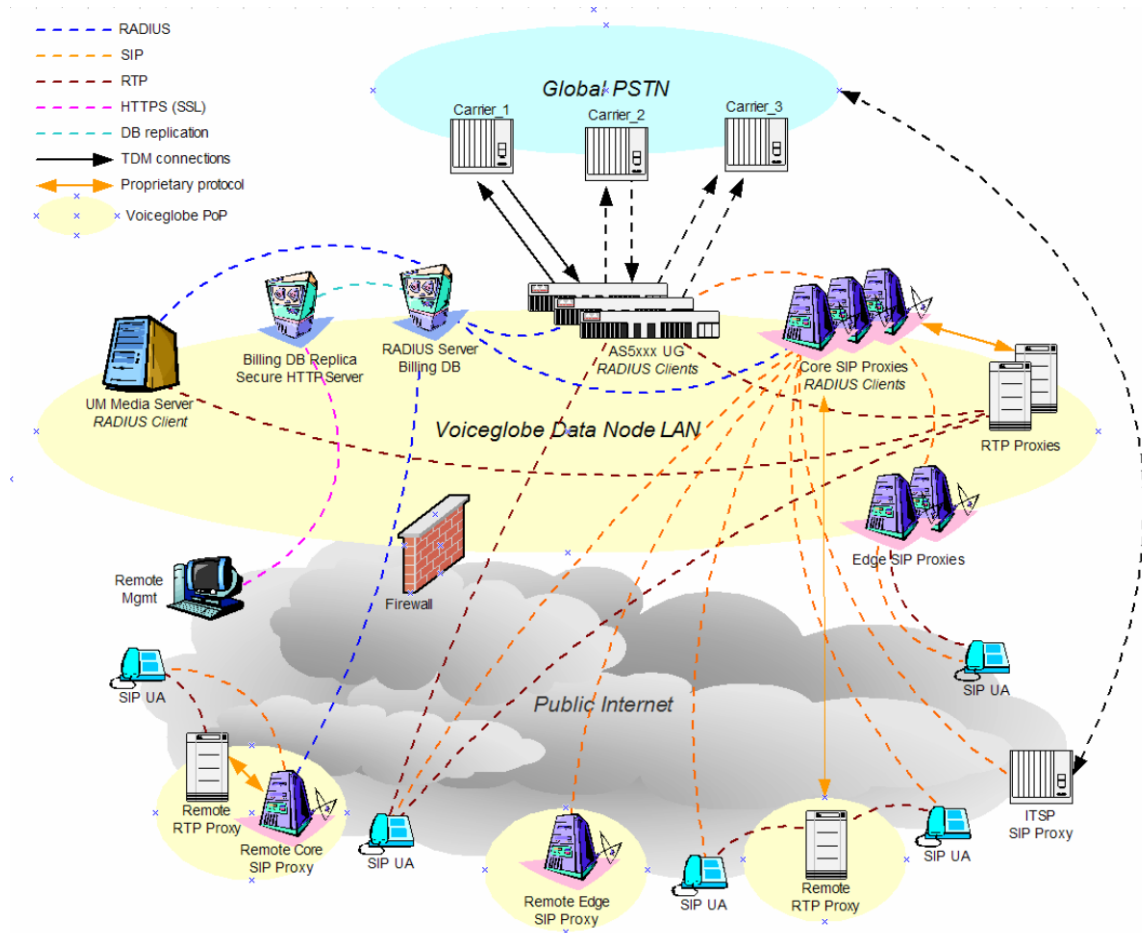 RADIUS
SIP
RTP
HTTPS (SSL)
DB replication
TDM connections
Proprietary protocol
Voiceglobe PoP
Global PSTN
Carrier_1
Carrier_2
Carrier_3
Billing DB Replica
Secure HTTP Server
RADIUS Server
Billing DB
AS5xxx UG
RADIUS Clients
Core SIP Proxies
RADIUS Clients
UM Media Server
RADIUS Client
Voiceglobe Data Node LAN
RTP Proxies
Edge SIP Proxies
Remote
Mgmt
Firewall
SIP UA
Public Internet
SIP UA
Remote
RTP Proxy
Remote Core
SIP Proxy
SIP UA
Remote Edge
SIP Proxy
SIP UA
Remote
RTP Proxy
SIP UA
ITSP
SIP Proxy